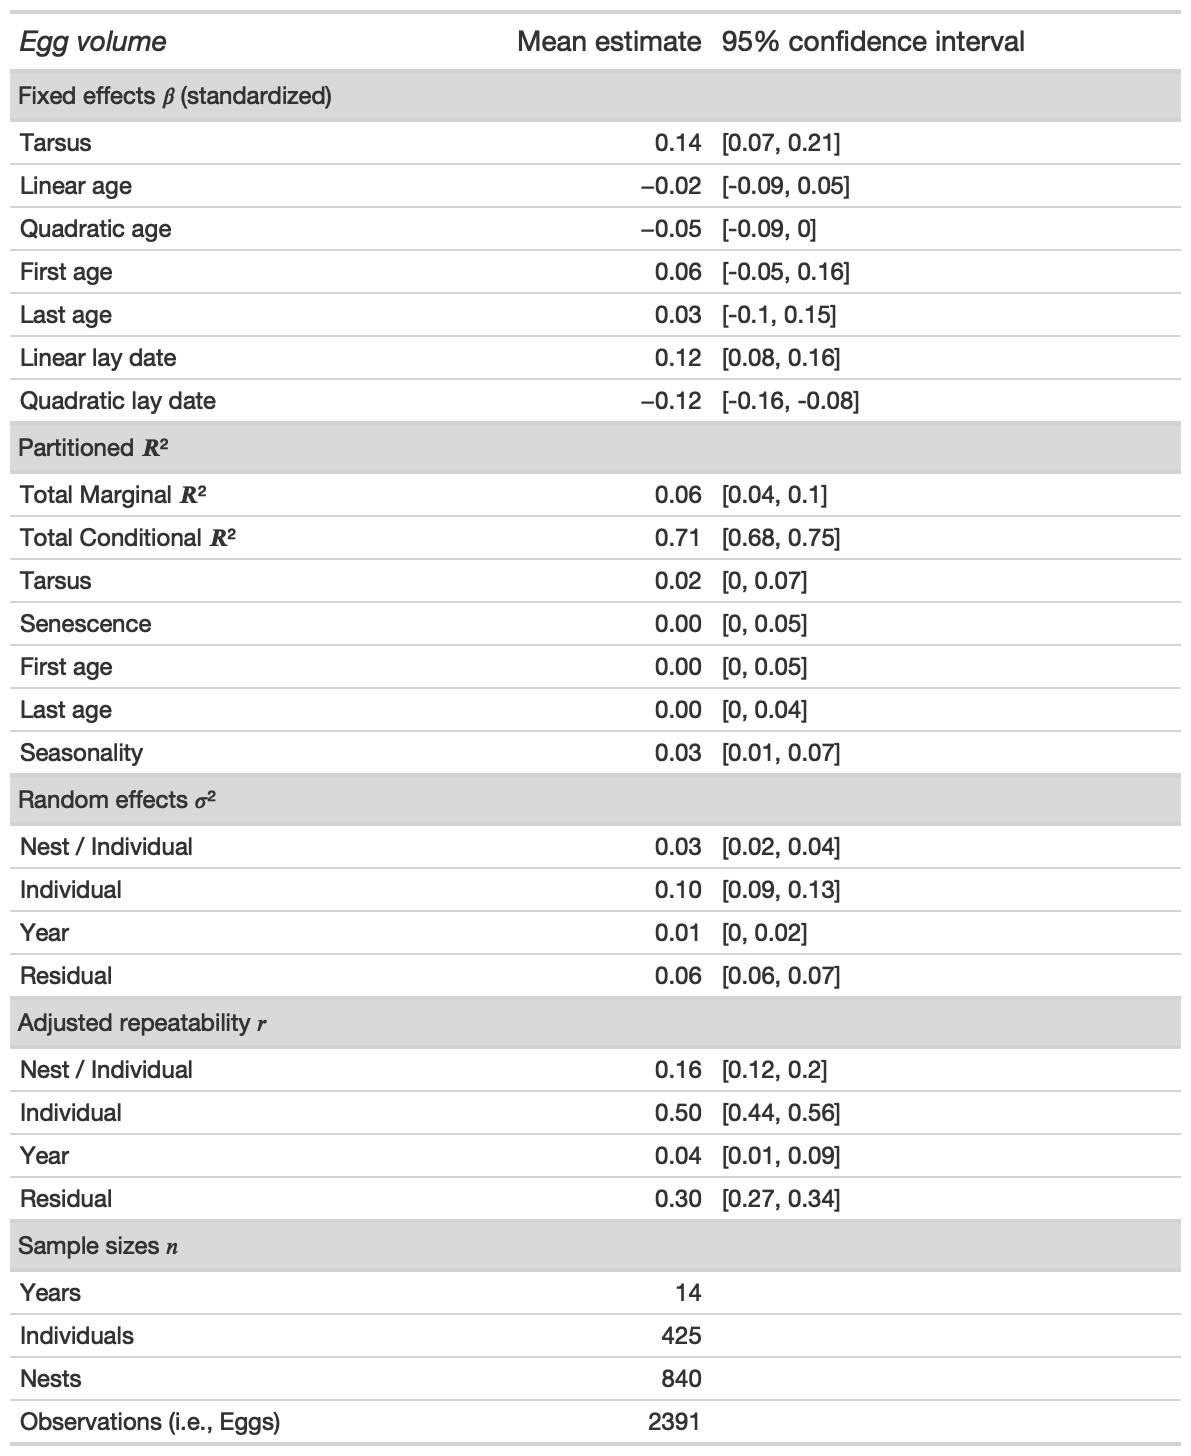 Egg volume Mean estimate 95% confidence interval
Fixed effects β (standardized)
Tarsus 0.14 [0.07, 0.21]
Linear age −0.02 [-0.09, 0.05]
Quadratic age −0.05 [-0.09, 0]
First age 0.06 [-0.05, 0.16]
Last age 0.03 [-0.1, 0.15]
Linear lay date 0.12 [0.08, 0.16]
Quadratic lay date −0.12 [-0.16, -0.08]
Partitioned R²
Total Marginal R² 0.06 [0.04, 0.1]
Total Conditional R² 0.71 [0.68, 0.75]
Tarsus 0.02 [0, 0.07]
Senescence 0.00 [0, 0.05]
First age 0.00 [0, 0.05]
Last age 0.00 [0, 0.04]
Seasonality 0.03 [0.01, 0.07]
Random effects σ²
Nest / Individual 0.03 [0.02, 0.04]
Individual 0.10 [0.09, 0.13]
Year 0.01 [0, 0.02]
Residual 0.06 [0.06, 0.07]
Adjusted repeatability r
Nest / Individual 0.16 [0.12, 0.2]
Individual 0.50 [0.44, 0.56]
Year 0.04 [0.01, 0.09]
Residual 0.30 [0.27, 0.34]
Sample sizes n
Years 14
Individuals 425
Nests 840
Observations (i.e., Eggs) 2391